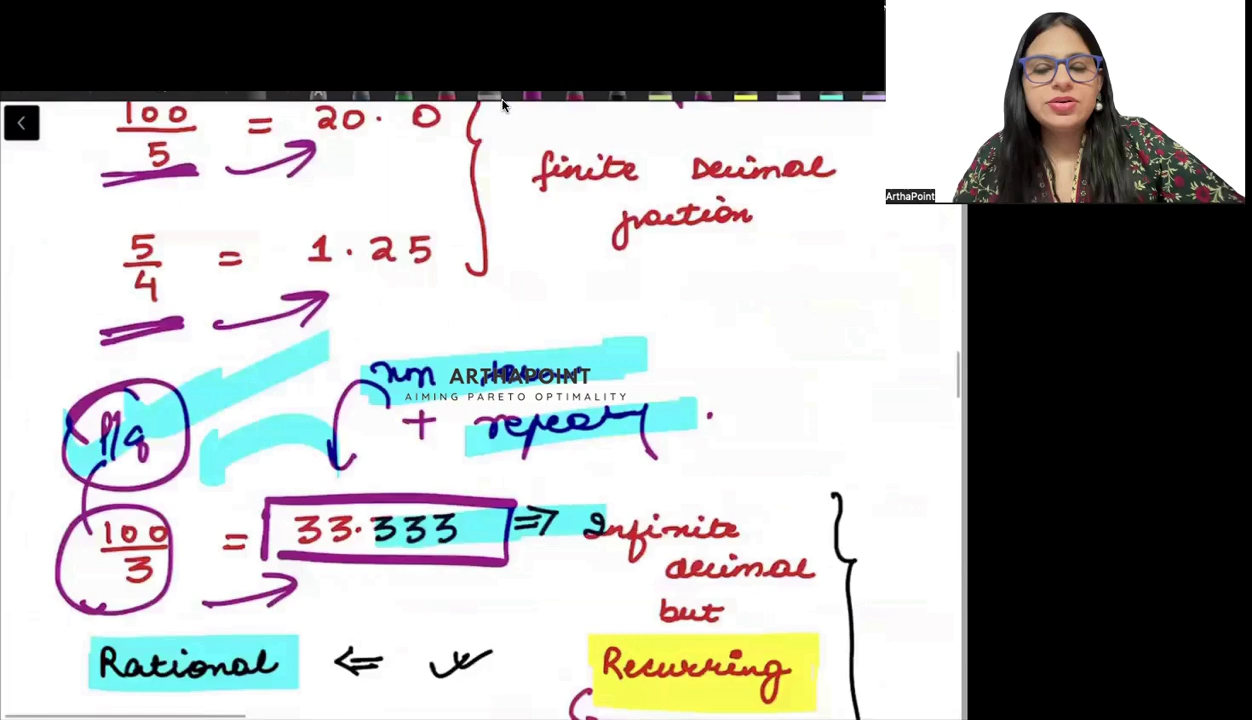 100/5 = 20.0
finite Decimal
fraction
5/4 = 1.25
non
ARTHAPOINT
AIMING PARETO OPTIMALITY
p/q
+
100/3 = 33.333 ⇒ Infinite
decimal
but
Rational ⇐ Recurring
ArthaPoint